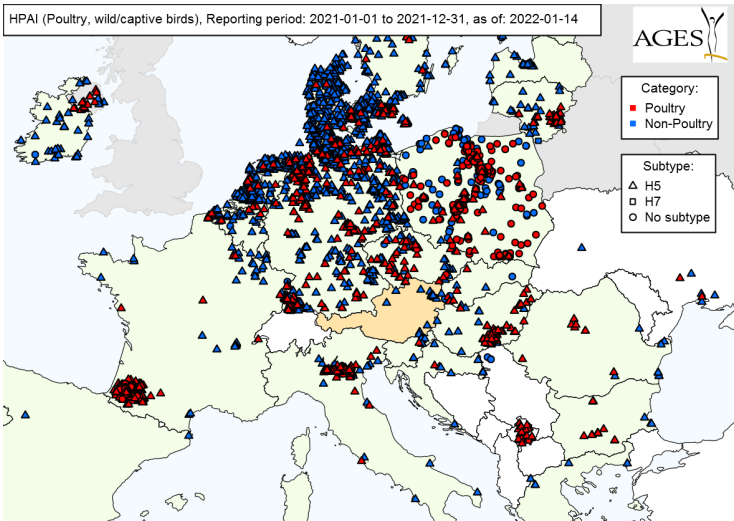 HPAI (Poultry, wild/captive birds), Reporting period: 2021-01-01 to 2021-12-31, as of: 2022-01-14
AGES
Category:
Poultry
Non-Poultry
Subtype:
H5
H7
No subtype